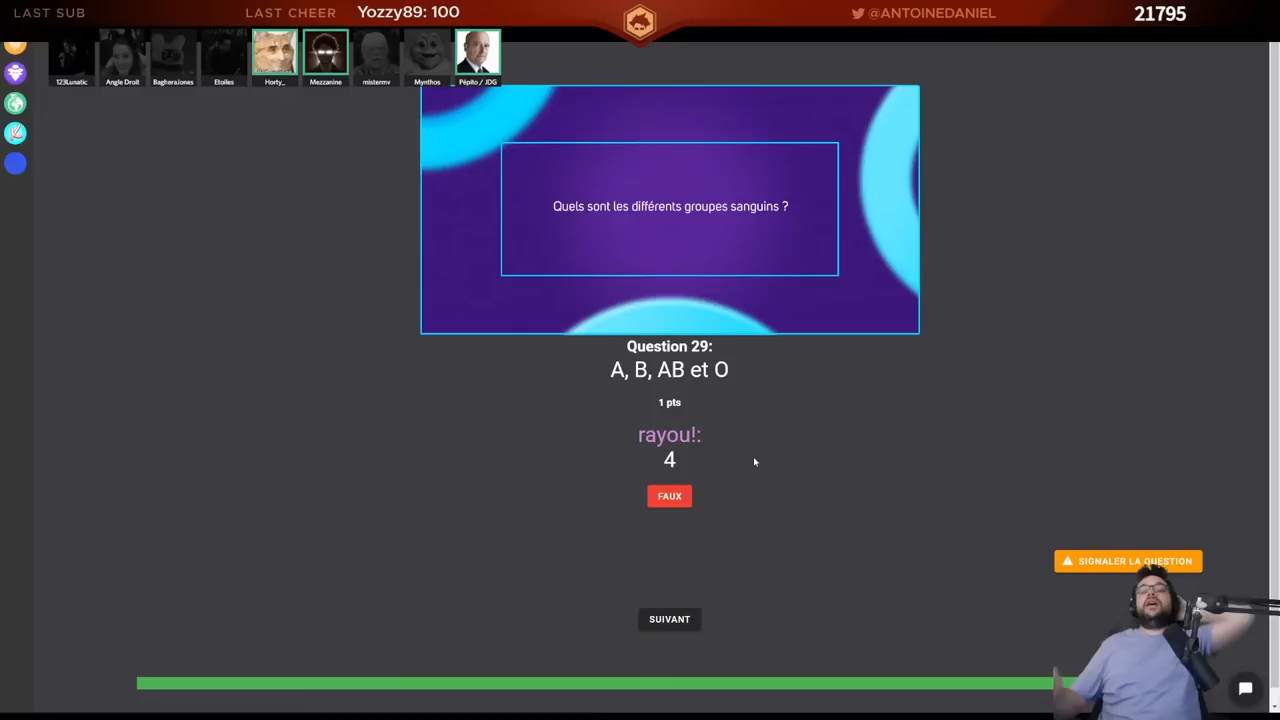 LAST SUB
LAST CHEER
Yozzy89: 100
@ANTOINEDANIEL
21795
123Lunatic
Angle Droit
BagheraJones
Etoiles
Horty_
Mezzanine
mistermv
Mynthos
Pépito / JDG
Quels sont les différents groupes sanguins ?
Question 29:
A, B, AB et O
1 pts
rayou!:
4
FAUX
SIGNALER LA QUESTION
SUIVANT